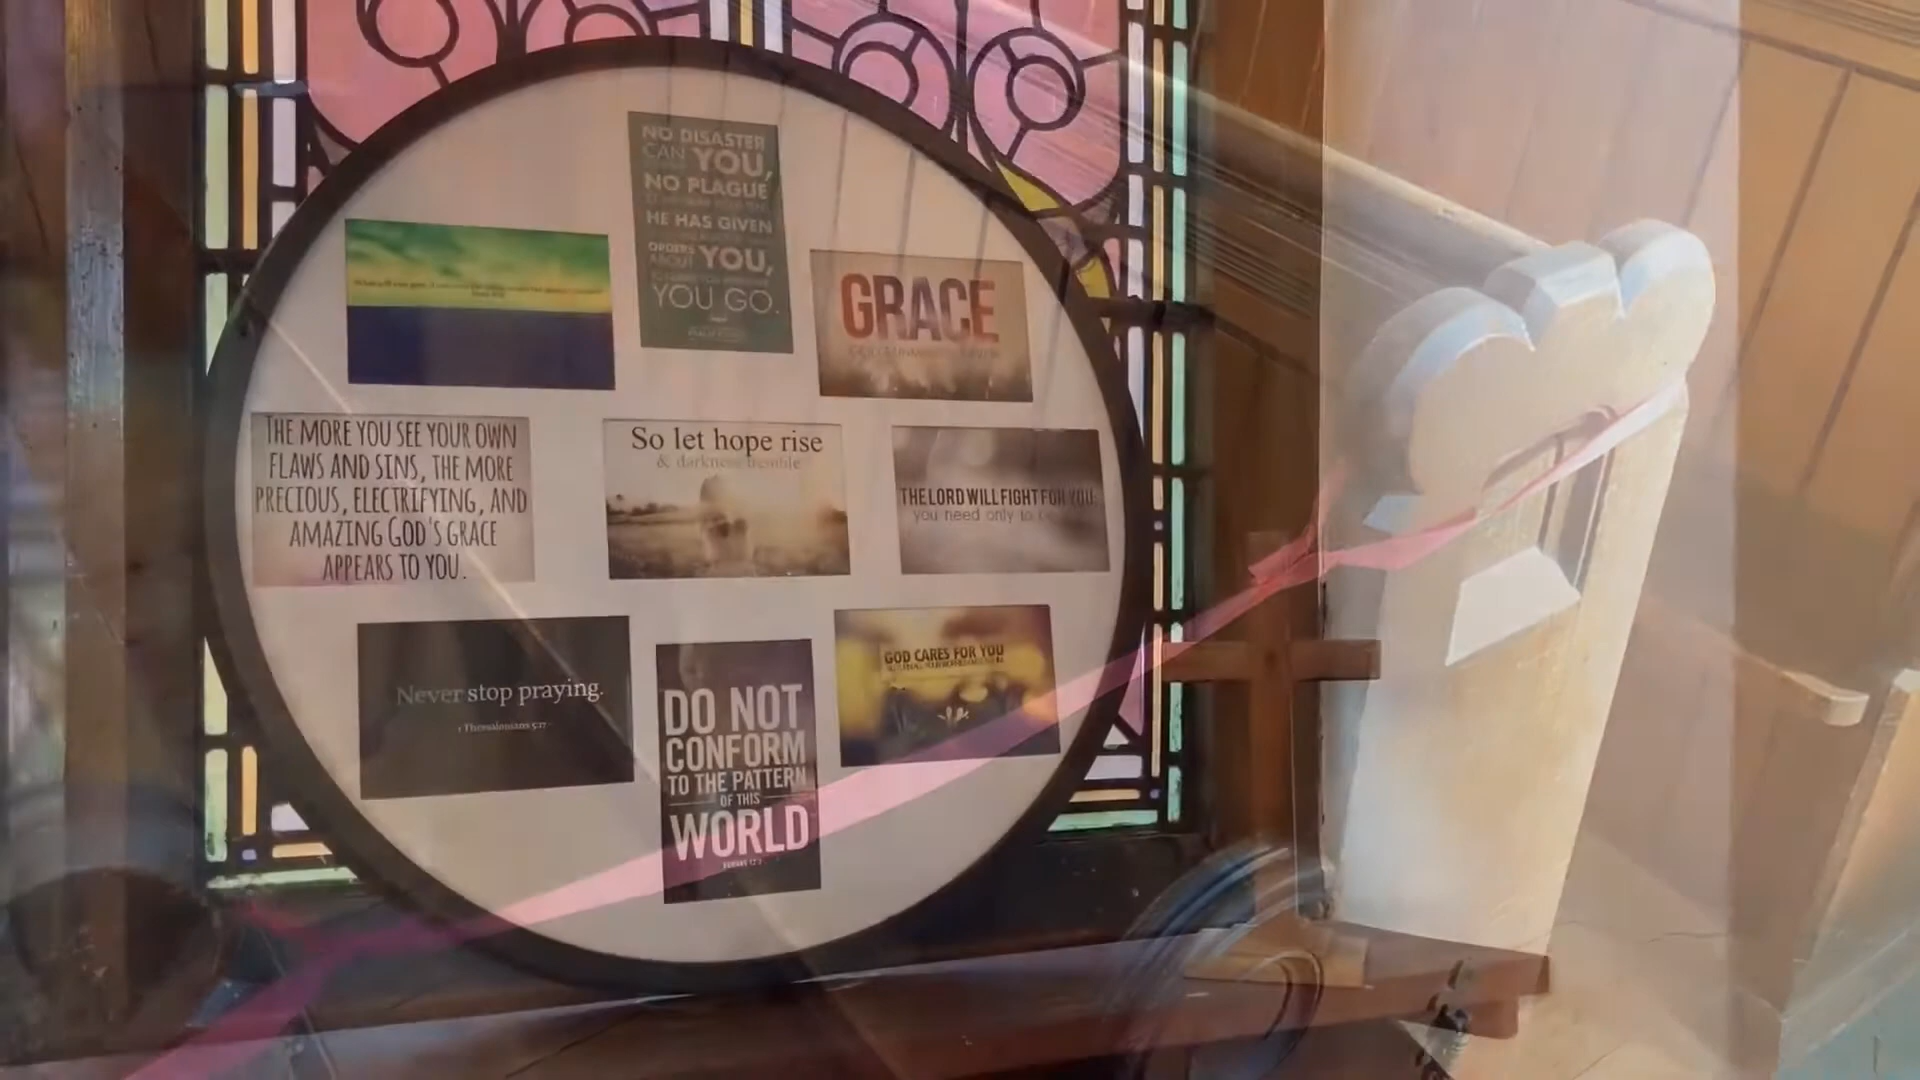 NO DISASTER
CAN YOU,
NO PLAGUE
HE HAS GIVEN
ORDERS
ABOUT YOU,
YOU GO.
GRACE
THE MORE YOU SEE YOUR OWN
FLAWS AND SINS, THE MORE
PRECIOUS, ELECTRIFYING, AND
AMAZING GOD'S GRACE
APPEARS TO YOU.
So let hope rise
& darkness tremble
THE LORD WILL FIGHT FOR YOU;
you need only to
Never stop praying.
1 Thessalonians 5:17
DO NOT
CONFORM
TO THE PATTERN
OF THIS
WORLD
ROMANS 12:2
GOD CARES FOR YOU